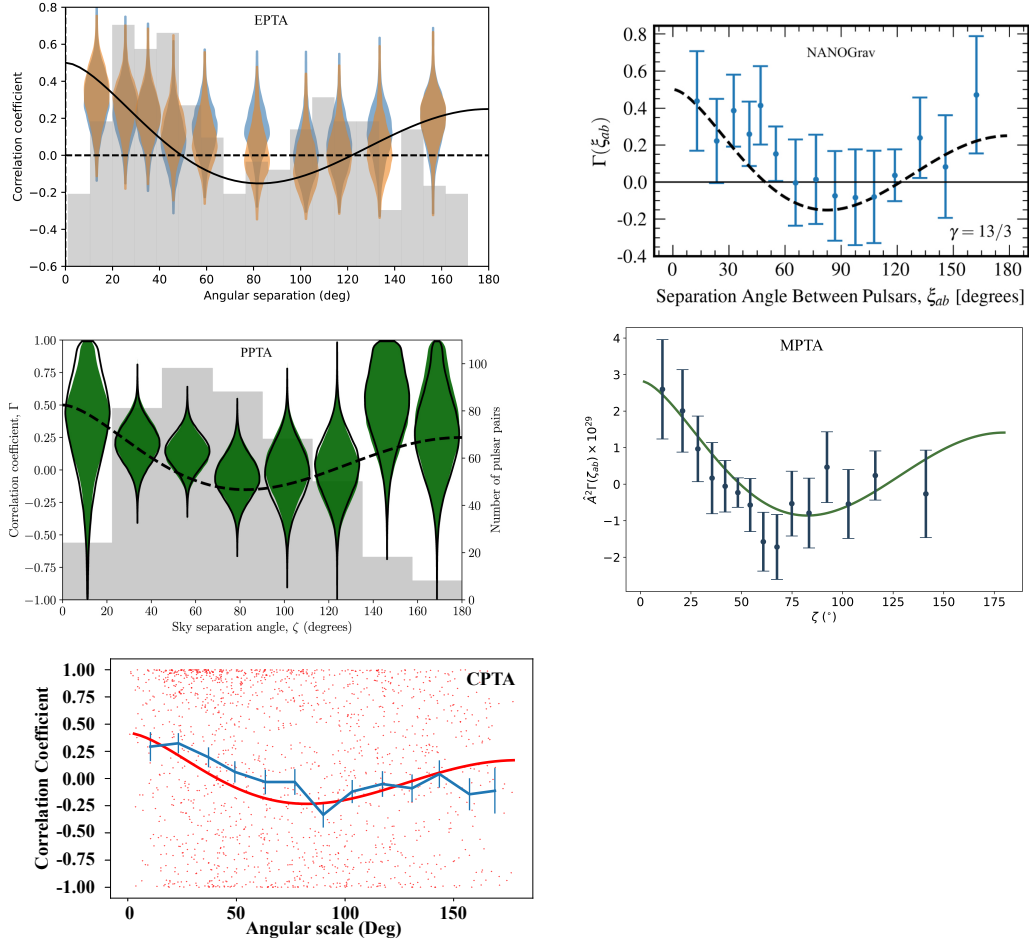 EPTA
0.8
0.6
0.4
0.2
0.0
−0.2
−0.4
−0.6
Correlation coefficient
0 20 40 60 80 100 120 140 160 180
Angular separation (deg)
NANOGrav
0.8
0.6
0.4
0.2
0.0
-0.2
-0.4
Γ(ξab)
γ = 13/3
0 30 60 90 120 150 180
Separation Angle Between Pulsars, ξab [degrees]
PPTA
1.00
0.75
0.50
0.25
0.00
−0.25
−0.50
−0.75
−1.00
Correlation coefficient, Γ
100
80
60
40
20
0
Number of pulsar pairs
0 20 40 60 80 100 120 140 160 180
Sky separation angle, ζ (degrees)
MPTA
4
3
2
1
0
−1
−2
Â²Γ(ζab) × 10²⁹
0 25 50 75 100 125 150 175
ζ (°)
CPTA
1.00
0.75
0.50
0.25
0.00
-0.25
-0.50
-0.75
-1.00
Correlation Coefficient
0 50 100 150
Angular scale (Deg)